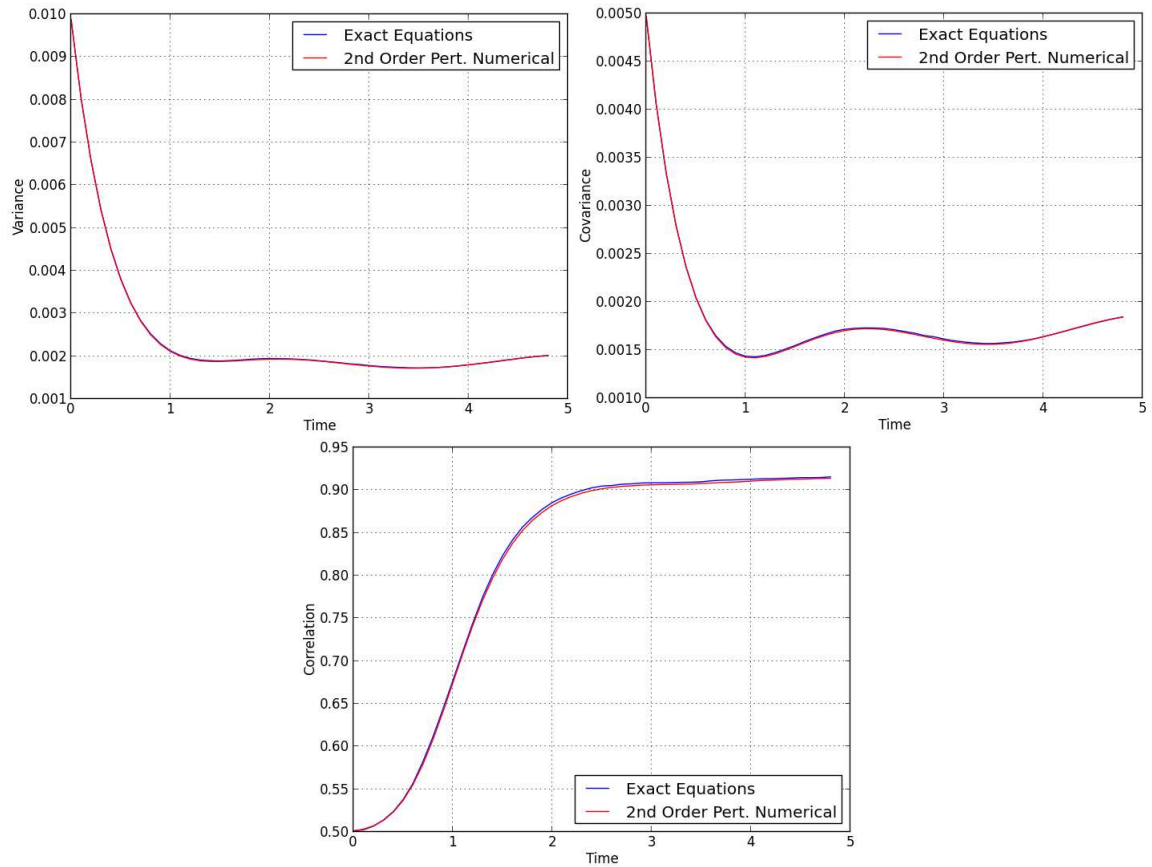 0.010
0.009
0.008
0.007
0.006
0.005
0.004
0.003
0.002
0.001
Variance
0 1 2 3 4 5
Time
Exact Equations
2nd Order Pert. Numerical
0.0050
0.0045
0.0040
0.0035
0.0030
0.0025
0.0020
0.0015
0.0010
Covariance
0 1 2 3 4 5
Time
Exact Equations
2nd Order Pert. Numerical
0.95
0.90
0.85
0.80
0.75
0.70
0.65
0.60
0.55
0.50
Correlation
0 1 2 3 4 5
Time
Exact Equations
2nd Order Pert. Numerical